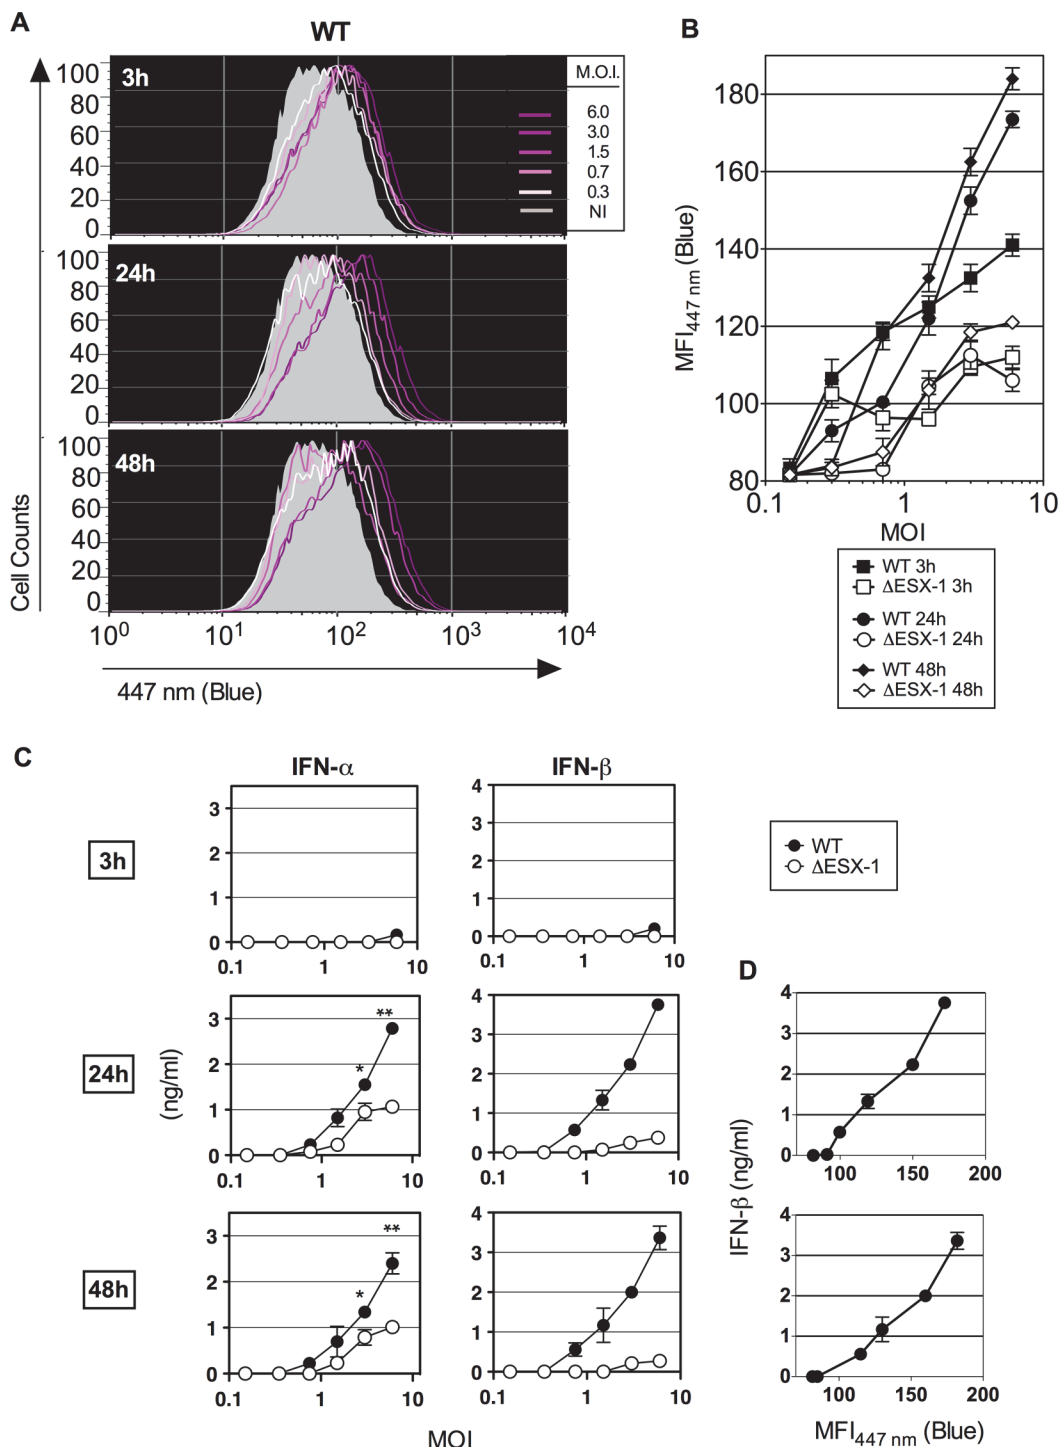 A
WT
3h
100
80
60
40
20
0
M.O.I.
6.0
3.0
1.5
0.7
0.3
NI
24h
100
80
60
40
20
0
48h
100
80
60
40
20
0
Cell Counts
10⁰ 10¹ 10² 10³ 10⁴
447 nm (Blue)
B
180
160
140
120
100
80
MFI447 nm (Blue)
0.1 1 10
MOI
WT 3h
ΔESX-1 3h
WT 24h
ΔESX-1 24h
WT 48h
ΔESX-1 48h
C
IFN-α
IFN-β
3h
3
2
1
0
0.1 1 10
4
3
2
1
0
0.1 1 10
WT
ΔESX-1
24h
(ng/ml)
3
2
1
0
* **
0.1 1 10
4
3
2
1
0
0.1 1 10
48h
3
2
1
0
* **
0.1 1 10
4
3
2
1
0
0.1 1 10
MOI
D
IFN-β (ng/ml)
4
3
2
1
0
100 150 200
4
3
2
1
0
100 150 200
MFI447 nm (Blue)